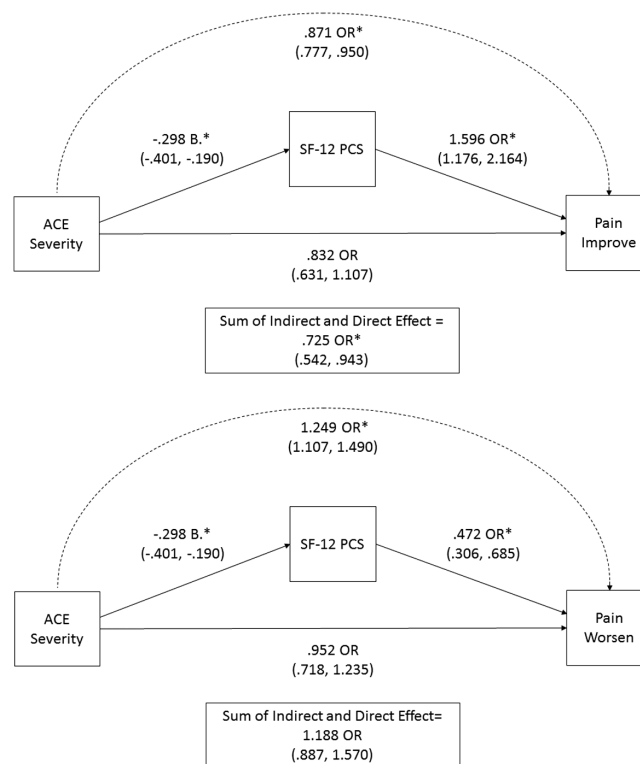 .871 OR*
(.777, .950)
-.298 B.*
(-.401, -.190)
SF-12 PCS
1.596 OR*
(1.176, 2.164)
ACE
Severity
Pain
Improve
.832 OR
(.631, 1.107)
Sum of Indirect and Direct Effect =
.725 OR*
(.542, .943)
1.249 OR*
(1.107, 1.490)
-.298 B.*
(-.401, -.190)
SF-12 PCS
.472 OR*
(.306, .685)
ACE
Severity
Pain
Worsen
.952 OR
(.718, 1.235)
Sum of Indirect and Direct Effect=
1.188 OR
(.887, 1.570)